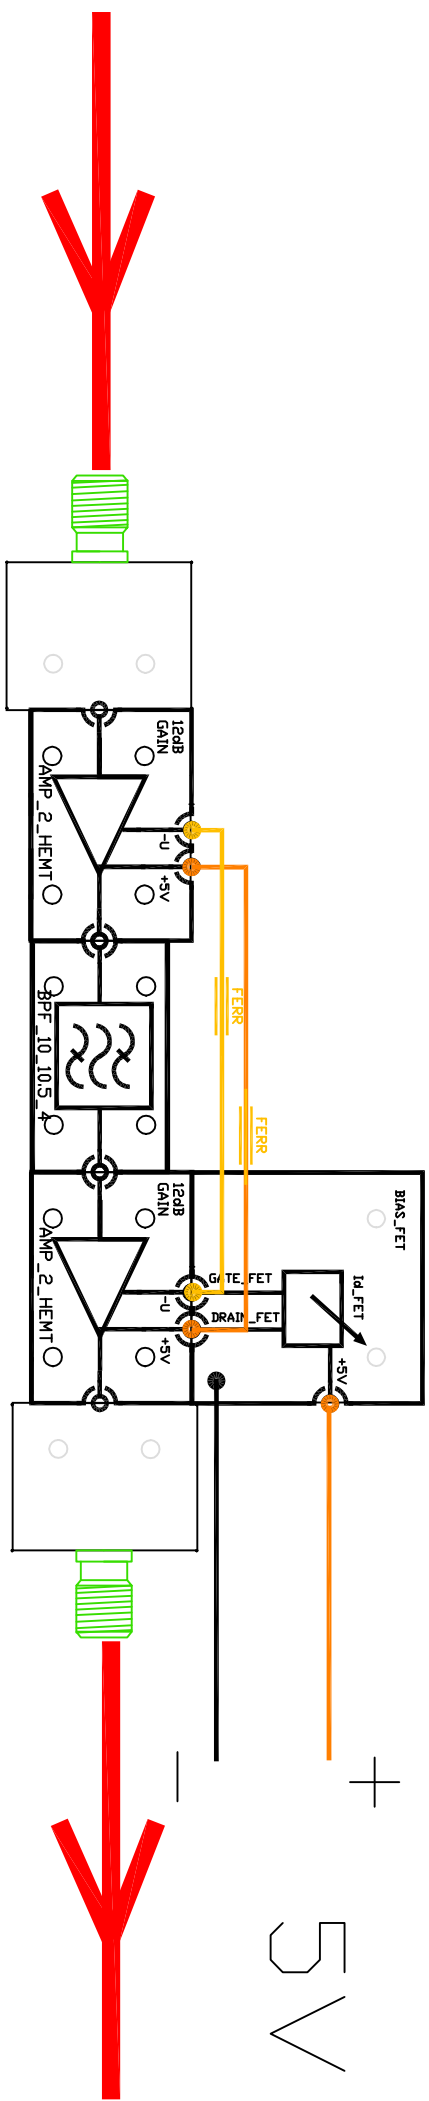 12dB
GAIN
AMP_2_HEMT
-U
+5V
FERR
BPF_10_10.5_4
FERR
BIAS_FET
12dB
GAIN
AMP_2_HEMT
GATE_FET
-U
DRAIN_FET
+5V
Id_FET
+5V
- +
5V